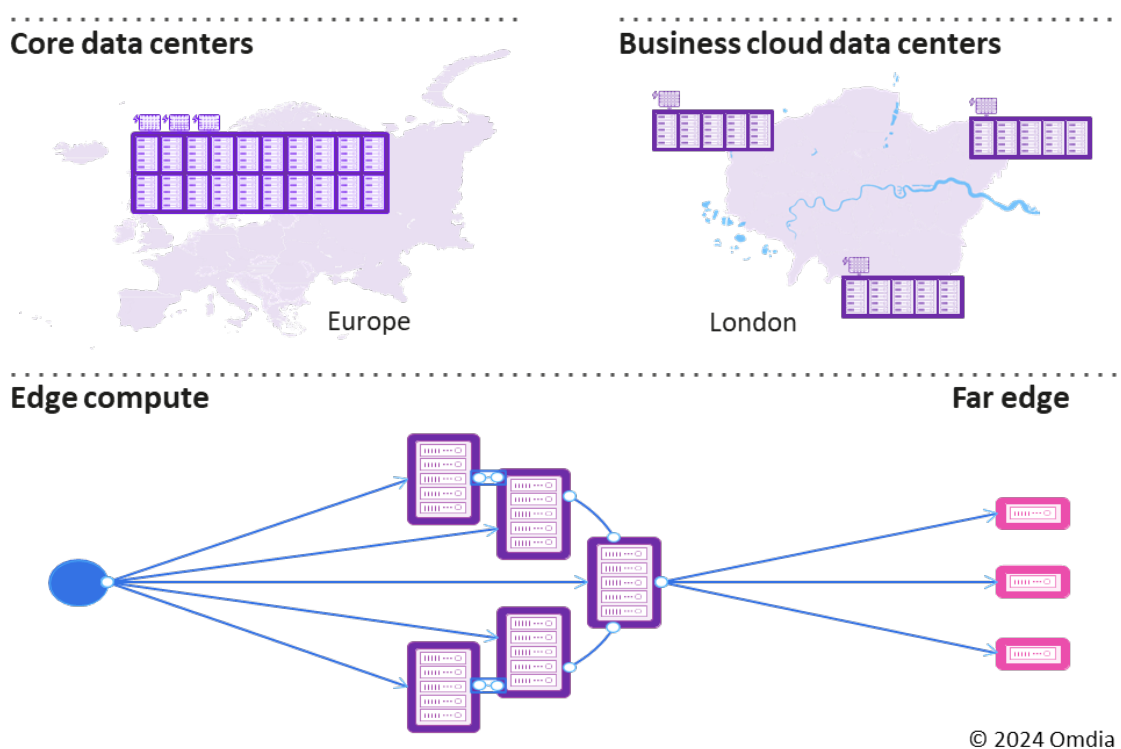 Core data centers
Business cloud data centers
Europe
London
Edge compute
Far edge
© 2024 Omdia